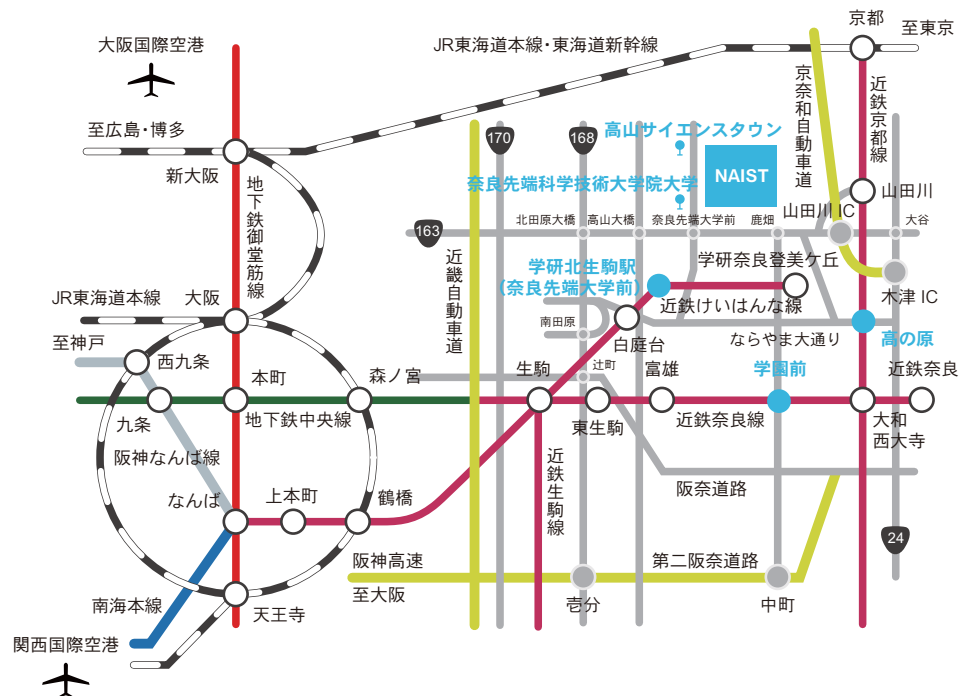 京都
至東京
大阪国際空港
JR東海道本線・東海道新幹線
京奈和自動車道
近鉄京都線
至広島・博多
新大阪
170
168
高山サイエンスタウン
NAIST
奈良先端科学技術大学院大学
山田川
地下鉄御堂筋線
163
北田原大橋
高山大橋
奈良先端大学前
鹿畑
山田川 IC
大谷
近畿自動車道
学研北生駒駅
（奈良先端大学前）
学研奈良登美ケ丘
近鉄けいはんな線
木津 IC
JR東海道本線
大阪
至神戸
西九条
南田原
白庭台
ならやま大通り
高の原
本町
森ノ宮
生駒
辻町
富雄
学園前
近鉄奈良
九条
地下鉄中央線
東生駒
近鉄奈良線
大和
西大寺
阪神なんば線
近鉄生駒線
なんば
上本町
鶴橋
阪奈道路
24
阪神高速
第二阪奈道路
至大阪
南海本線
天王寺
壱分
中町
関西国際空港